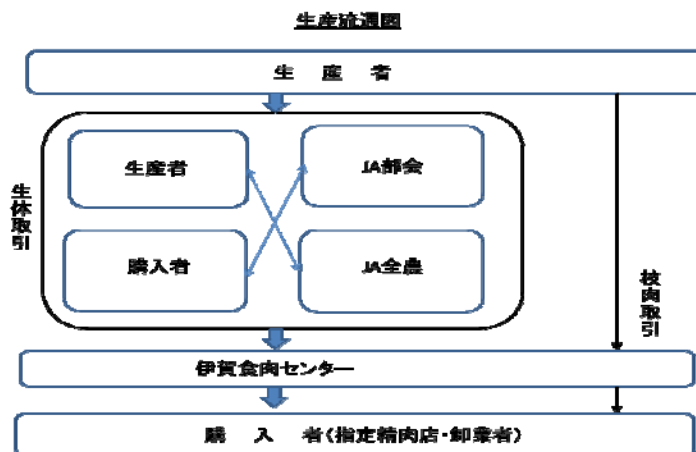 生産流通図
生 産 者
生体取引
生産者
JA部会
購入者
JA全農
枝肉取引
伊賀食肉センター
購 入 者(指定精肉店・卸業者)